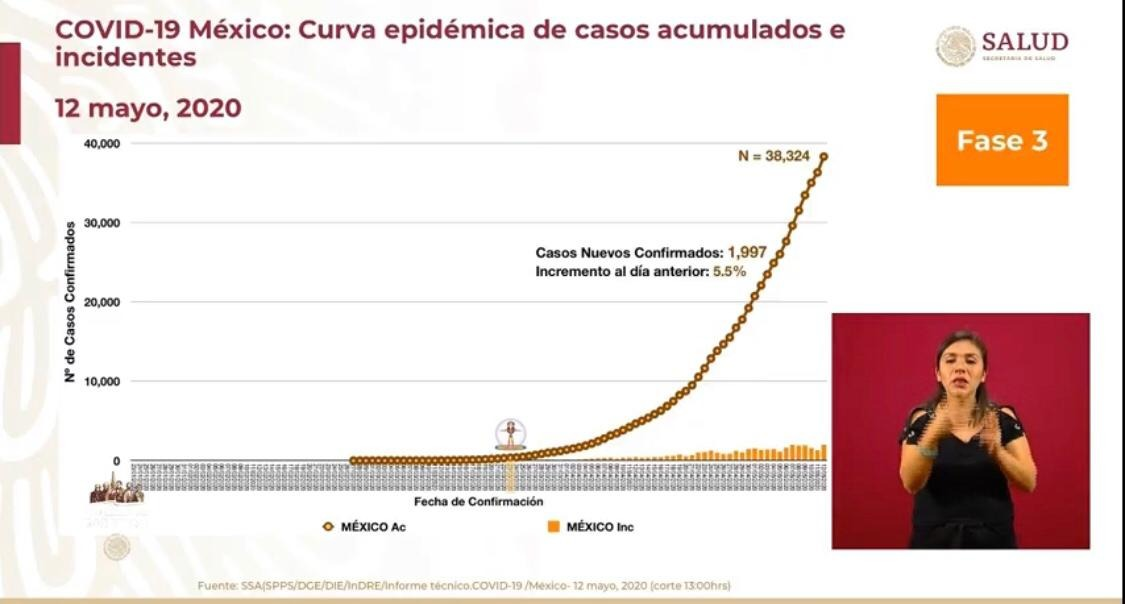 COVID-19 México: Curva epidémica de casos acumulados e
incidentes
12 mayo, 2020
SALUD
SECRETARÍA DE SALUD
Fase 3
40,000
30,000
20,000
10,000
0
Nº de Casos Confirmados
N = 38,324
Casos Nuevos Confirmados: 1,997
Incremento al día anterior: 5.5%
Fecha de Confirmación
MÉXICO Ac
MÉXICO Inc
Fuente: SSA(SPPS/DGE/DIE/InDRE/Informe técnico.COVID-19 /México- 12 mayo, 2020 (corte 13:00hrs)